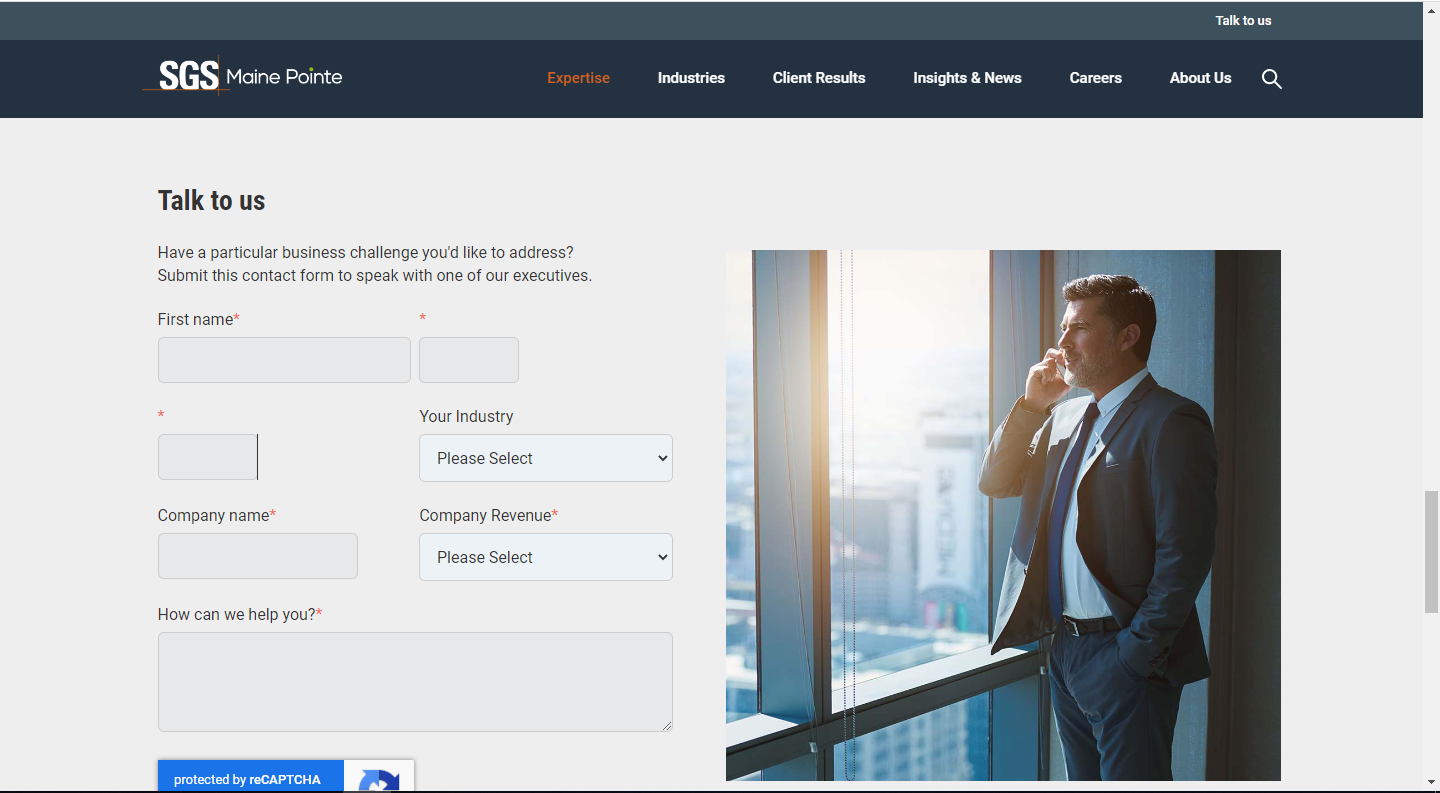 Talk to us
SGS Maine Pointe
Expertise
Industries
Client Results
Insights & News
Careers
About Us
Talk to us
Have a particular business challenge you'd like to address?
Submit this contact form to speak with one of our executives.
First name*
*
*
Your Industry
Please Select
Company name*
Company Revenue*
Please Select
How can we help you?*
protected by reCAPTCHA